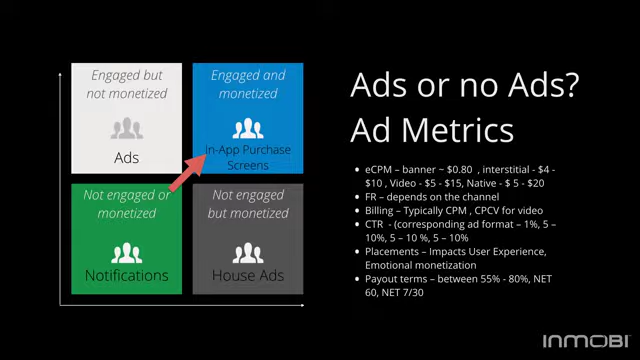 Engaged but
not monetized
Ads
Engaged and
monetized
In-App Purchase
Screens
Not engaged or
monetized
Notifications
Not engaged
but monetized
House Ads
Ads or no Ads?
Ad Metrics
• eCPM – banner ~ $0.80 , interstitial - $4 -
$10 , Video - $5 - $15, Native - $ 5 - $20
• FR – depends on the channel
• Billing – Typically CPM , CPCV for video
• CTR - (corresponding ad format – 1%, 5 –
10%, 5 – 10 %, 5 – 10%
• Placements – Impacts User Experience,
Emotional monetization
• Payout terms – between 55% - 80%, NET
60, NET 7/30
INMOBI